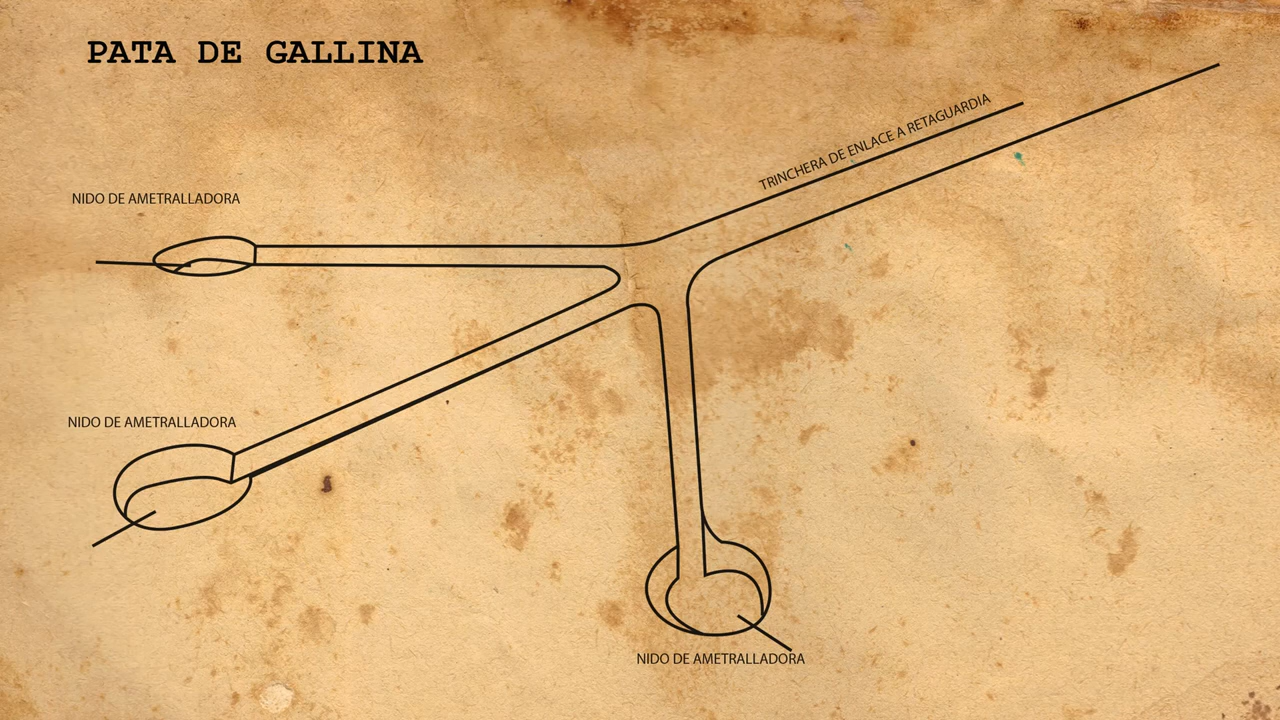 PATA DE GALLINA
TRINCHERA DE ENLACE A RETAGUARDIA
NIDO DE AMETRALLADORA
NIDO DE AMETRALLADORA
NIDO DE AMETRALLADORA